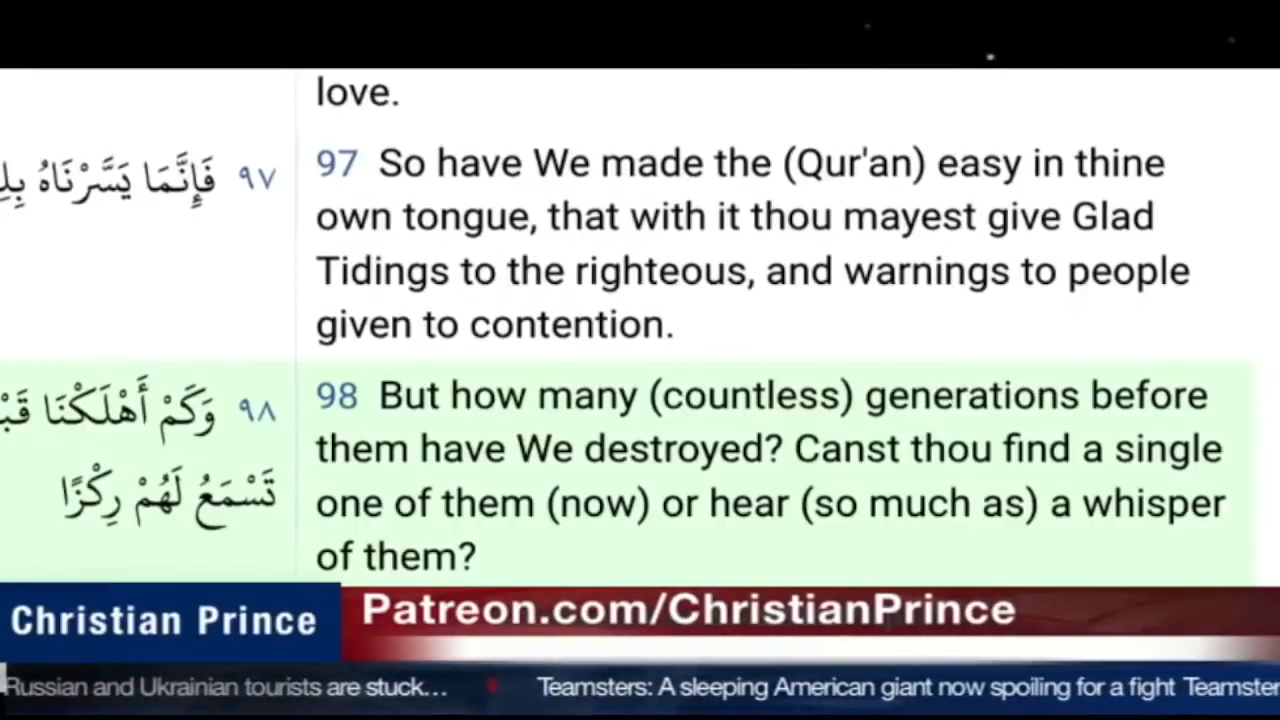 love.
97 So have We made the (Qur'an) easy in thine
own tongue, that with it thou mayest give Glad
Tidings to the righteous, and warnings to people
given to contention.
٩٧ فَإِنَّمَا يَسَّرْنَاهُ
98 But how many (countless) generations before
them have We destroyed? Canst thou find a single
one of them (now) or hear (so much as) a whisper
of them?
٩٨ وَكَمْ أَهْلَكْنَا
تَسْمَعُ لَهُمْ رِكْزًا
Christian Prince
Patreon.com/ChristianPrince
Russian and Ukrainian tourists are stuck... Teamsters: A sleeping American giant now spoiling for a fight